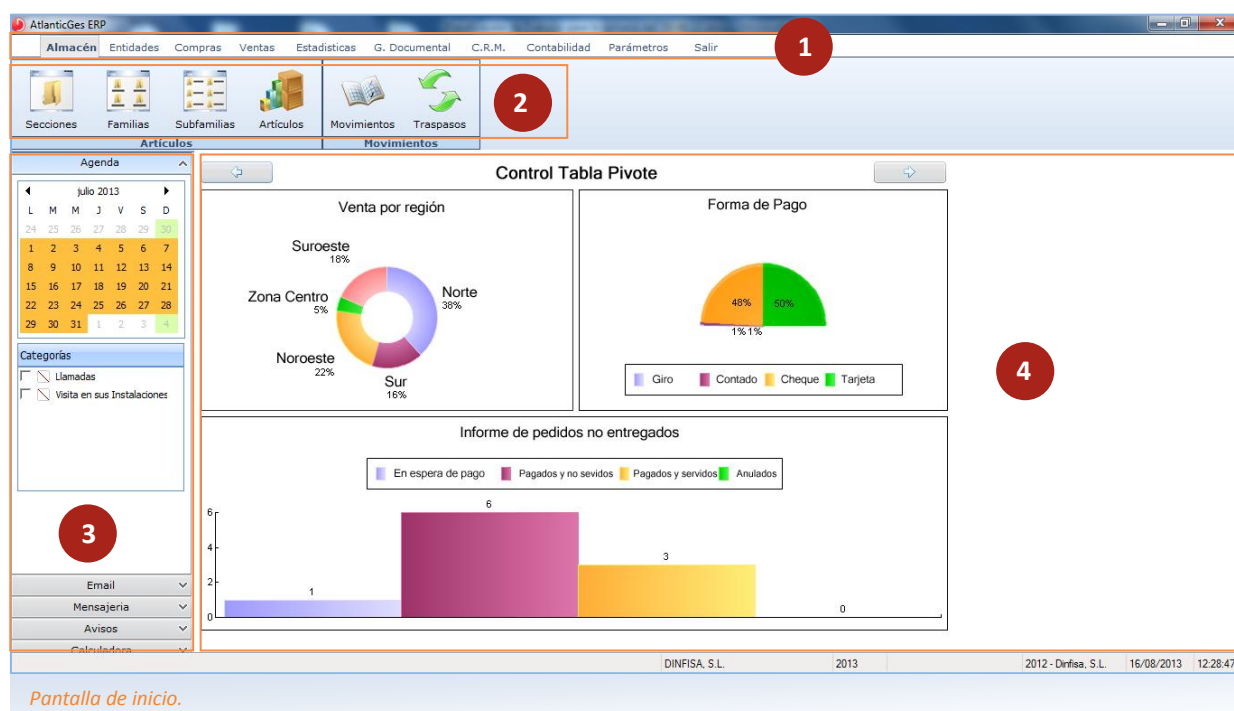 AtlanticGes ERP
Almacén Entidades Compras Ventas Estadisticas G. Documental C.R.M. Contabilidad Parámetros Salir
1
Secciones Familias Subfamilias Artículos Movimientos Traspasos
2
Artículos Movimientos
Agenda
julio 2013
L M M J V S D
24 25 26 27 28 29 30
1 2 3 4 5 6 7
8 9 10 11 12 13 14
15 16 17 18 19 20 21
22 23 24 25 26 27 28
29 30 31 1 2 3 4
Categorías
Llamadas
Visita en sus Instalaciones
3
Email
Mensajeria
Avisos
Calculadora
Control Tabla Pivote
Venta por región
Suroeste
18%
Zona Centro
5%
Norte
38%
Noroeste
22%
Sur
16%
Forma de Pago
48% 50%
1% 1%
Giro Contado Cheque Tarjeta
4
Informe de pedidos no entregados
En espera de pago Pagados y no sevidos Pagados y servidos Anulados
6
4
2
0
1
6
3
0
DINFISA, S.L. 2013 2012 - Dinfisa, S.L. 16/08/2013 12:28:47
Pantalla de inicio.